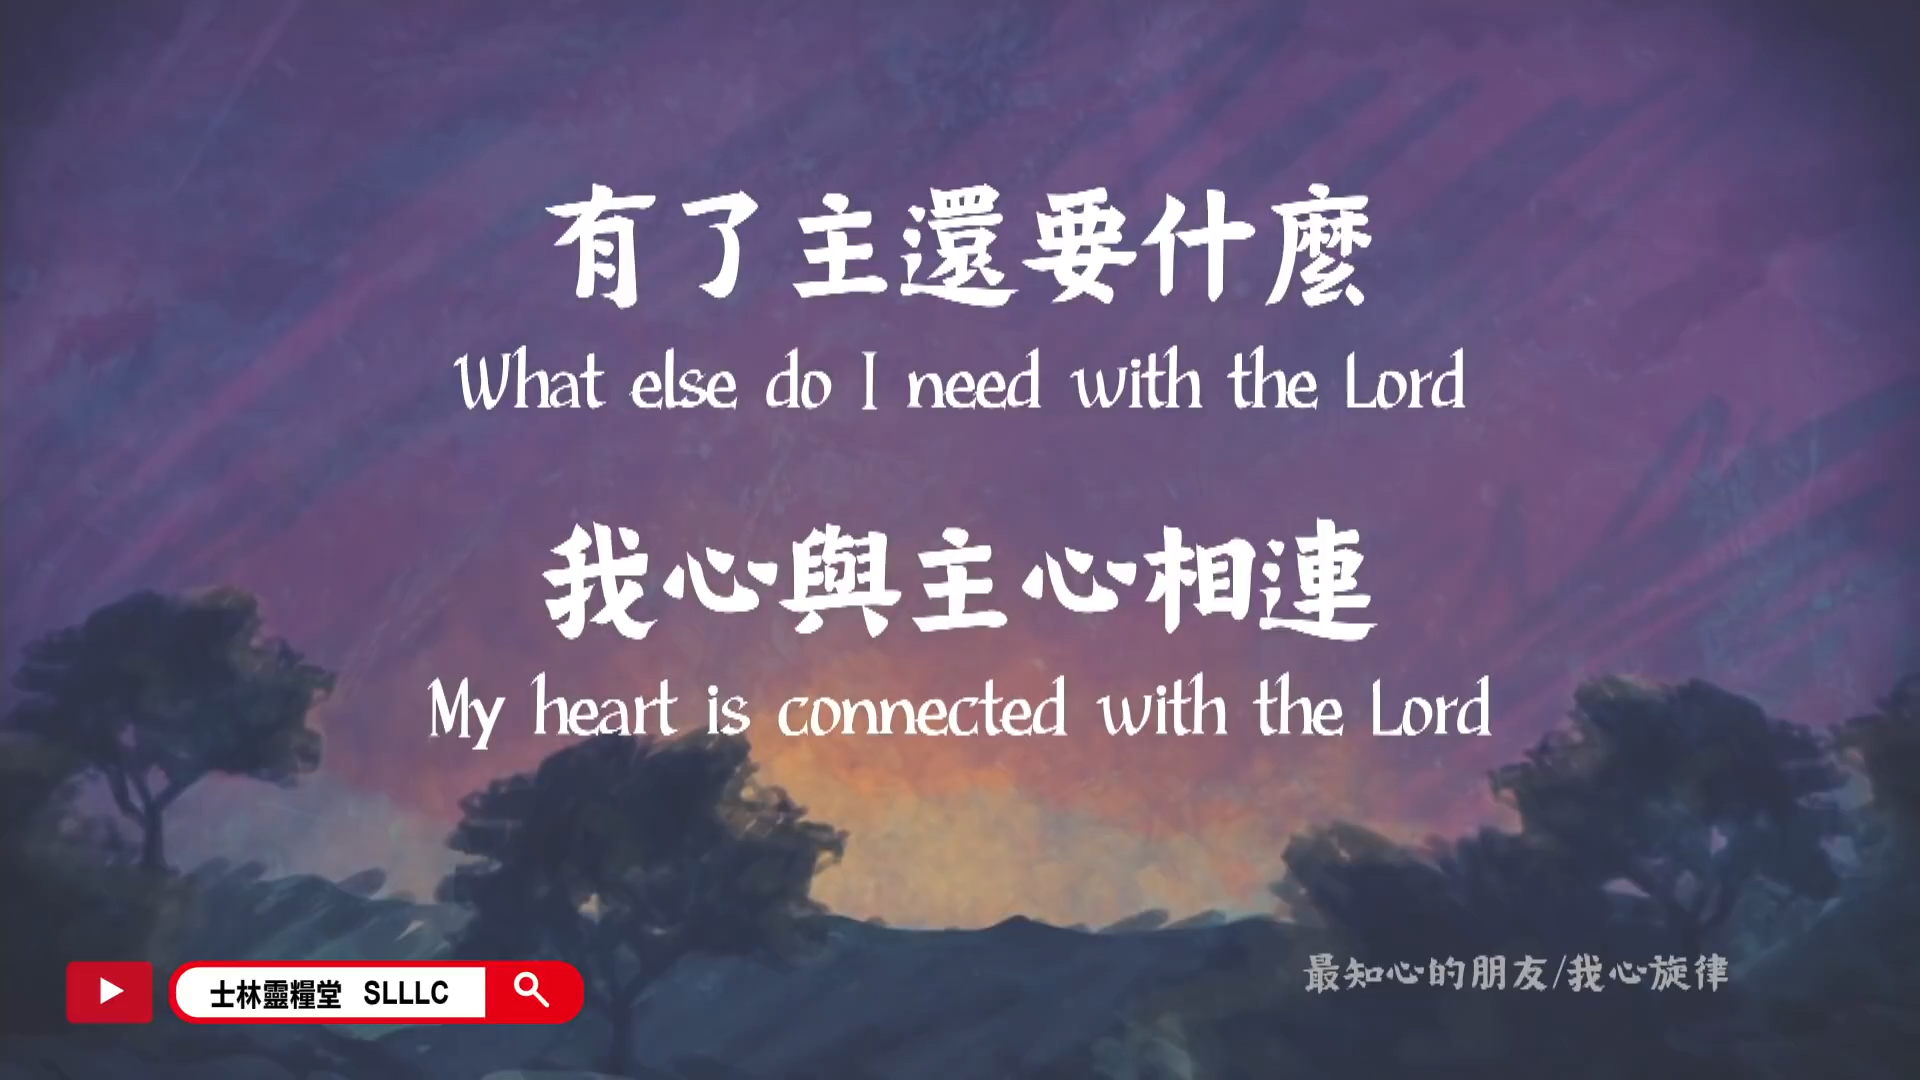 有了主還要什麼
What else do I need with the Lord
我心與主心相連
My heart is connected with the Lord
最知心的朋友/我心旋律
士林靈糧堂 SLLLC